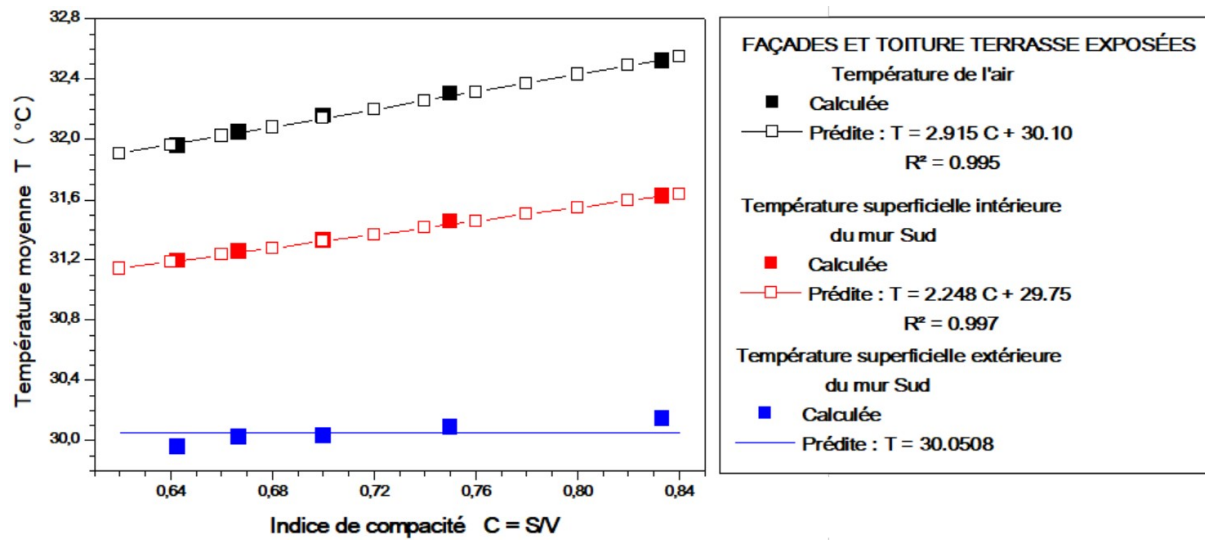 32,8
32,4
32,0
31,6
31,2
30,8
30,4
30,0
Température moyenne T ( °C)
0,64 0,68 0,72 0,76 0,80 0,84
Indice de compacité C = S/V
FAÇADES ET TOITURE TERRASSE EXPOSÉES
Température de l'air
Calculée
Prédite : T = 2.915 C + 30.10
R² = 0.995
Température superficielle intérieure
du mur Sud
Calculée
Prédite : T = 2.248 C + 29.75
R² = 0.997
Température superficielle extérieure
du mur Sud
Calculée
Prédite : T = 30.0508